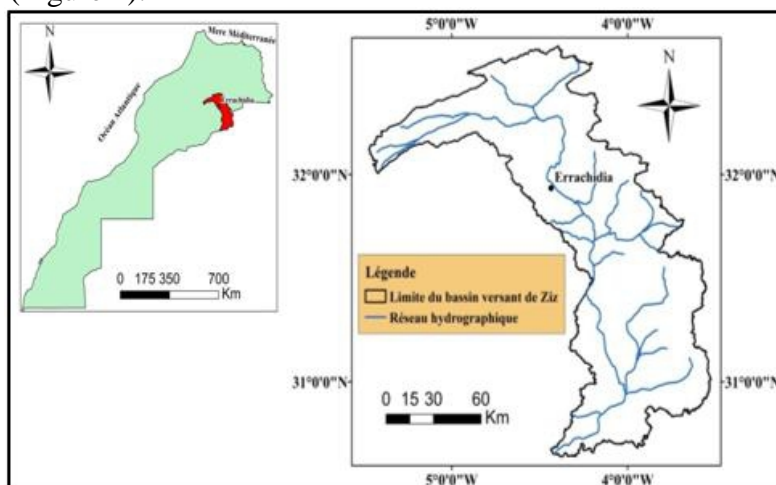 N
Mere Méditerranée
Océan Atlantique
Errachidia
0 175 350 700
Km
5°0'0"W 4°0'0"W
N
32°0'0"N
32°0'0"N
Errachidia
Légende
Limite du bassin versant de Ziz
Réseau hydrographique
31°0'0"N
31°0'0"N
0 15 30 60
Km
5°0'0"W 4°0'0"W